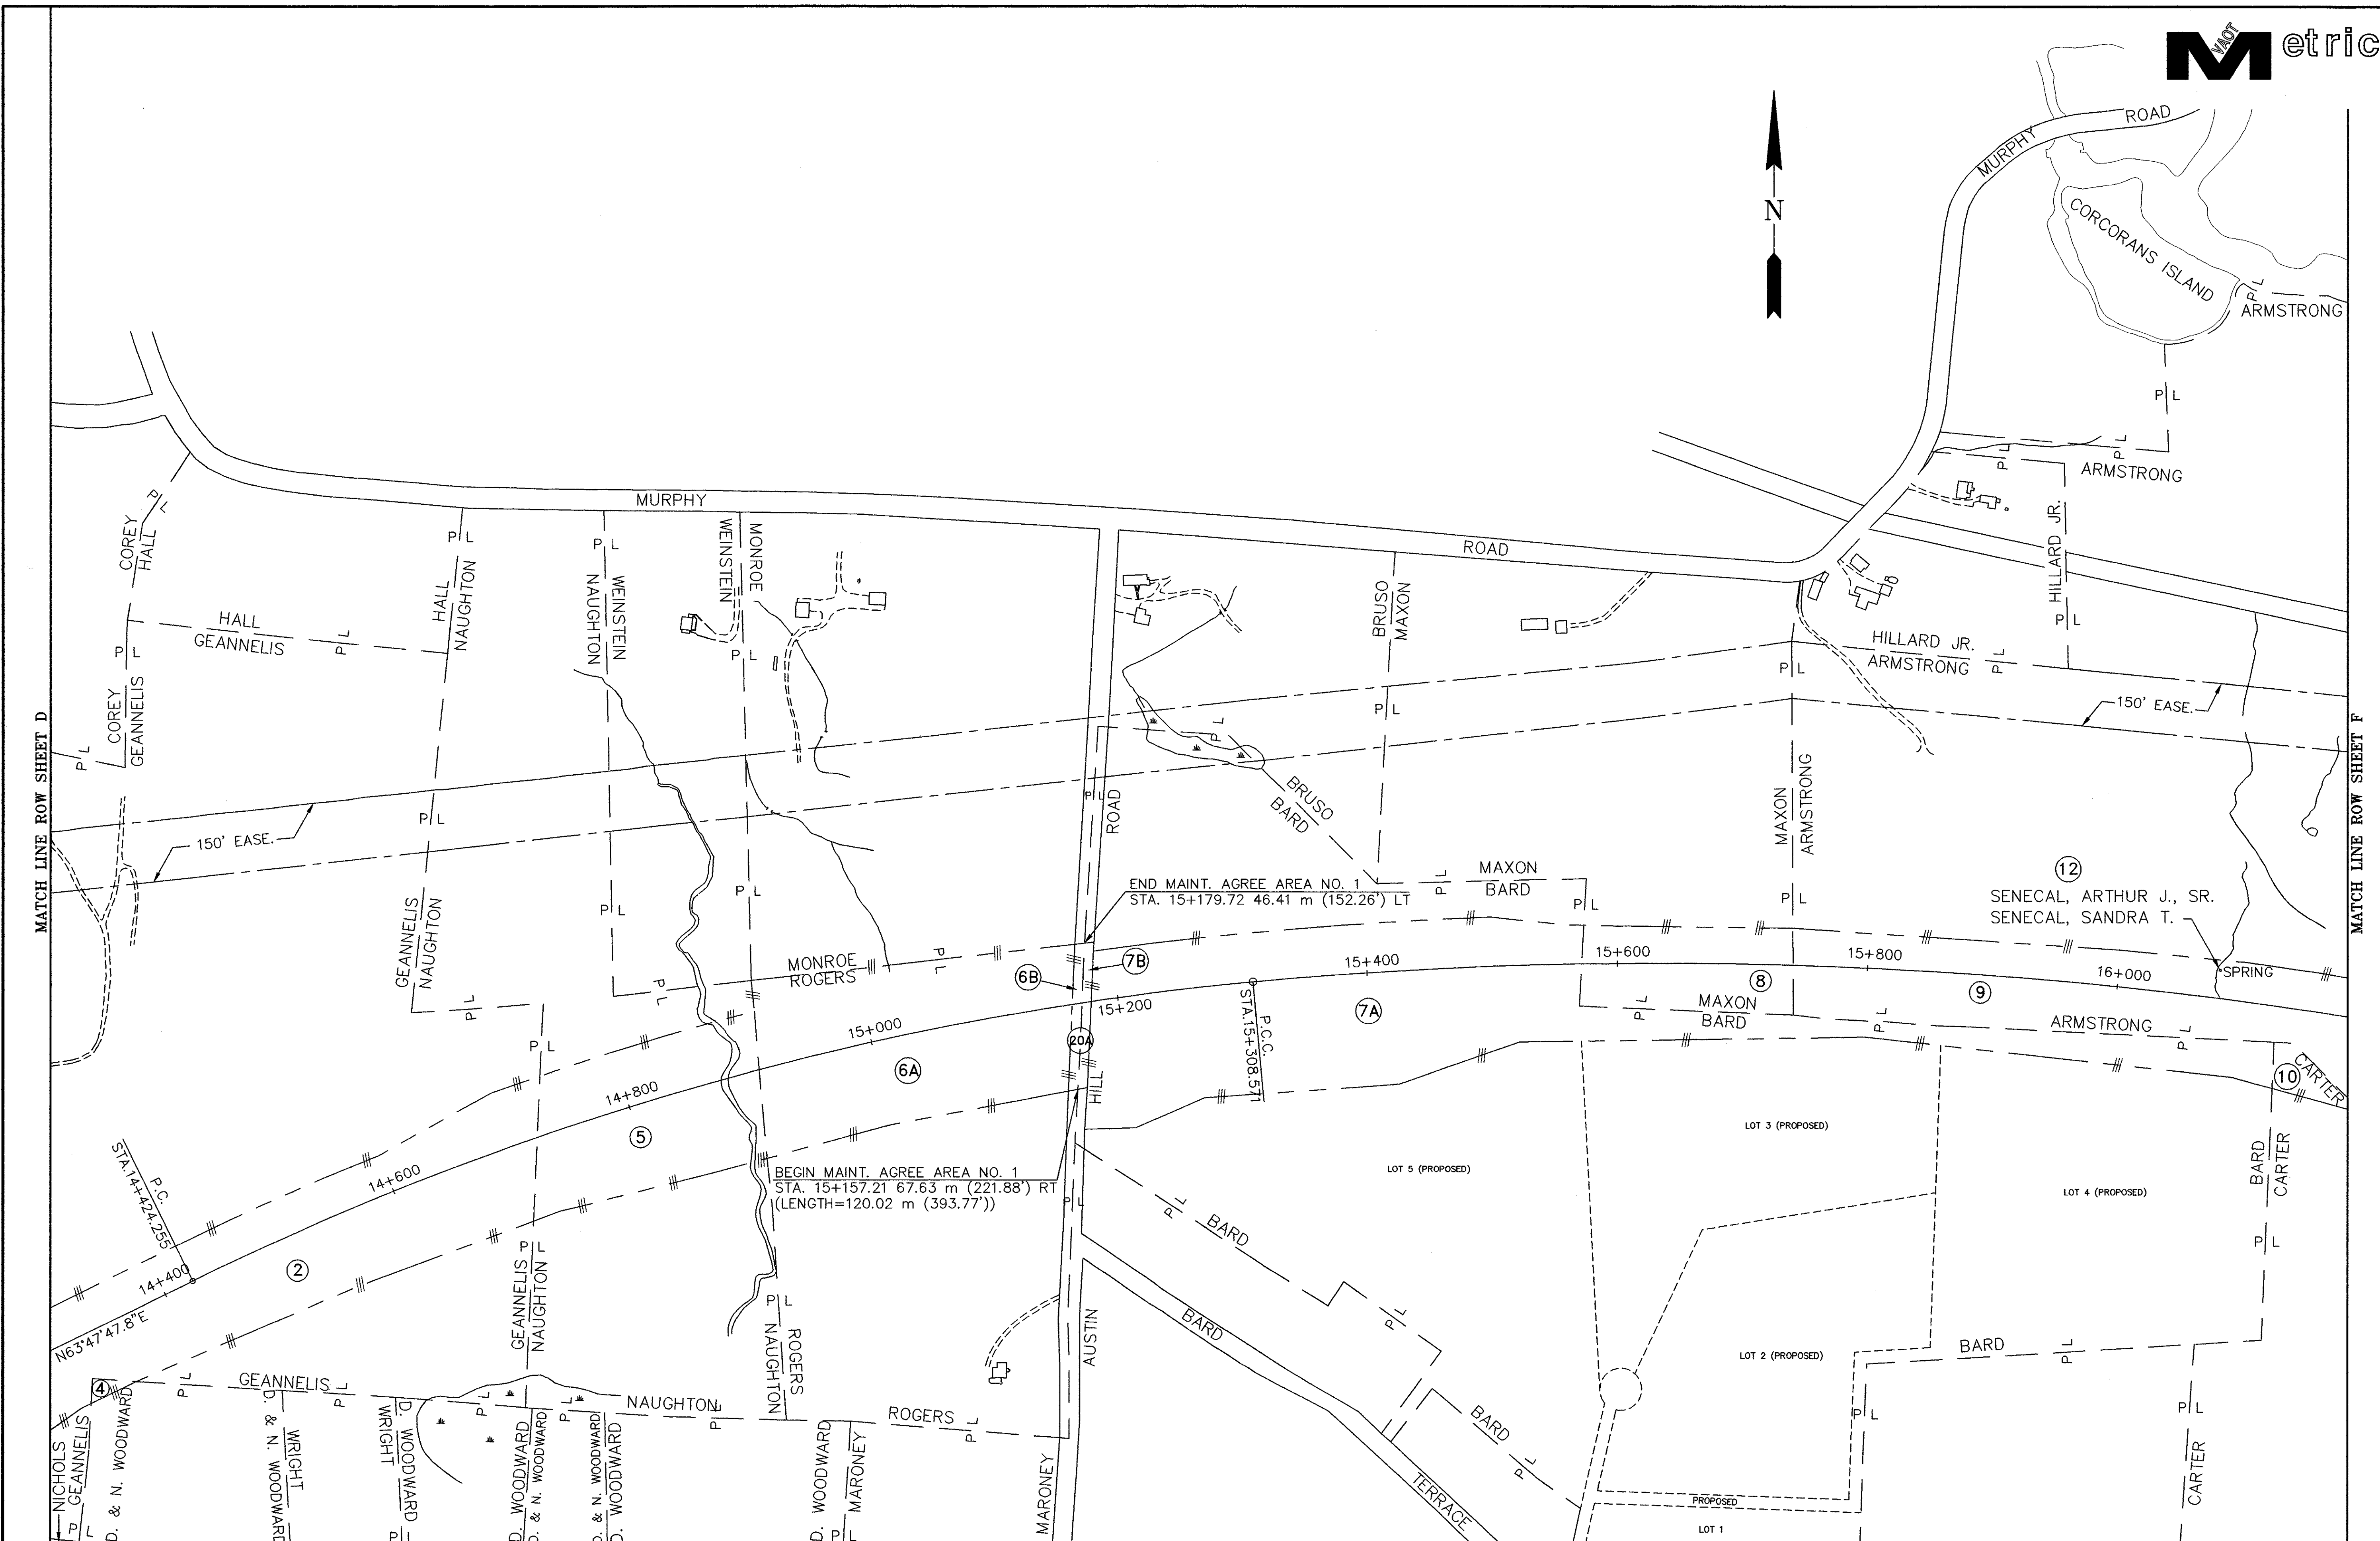 VAOT
Metric
ROAD
MURPHY
N
CORCORANS ISLAND
P L
ARMSTRONG
P L
P L
P L
ARMSTRONG
MURPHY
ROAD
P L
COREY
HALL
P L
HALL
NAUGHTON
P L
WEINSTEIN
NAUGHTON
WEINSTEIN
MONROE
BRUSO
MAXON
HILLARD JR.
P L
HALL
GEANNELIS
P L
P L
P L
P L
HILLARD JR.
ARMSTRONG
P L
COREY
GEANNELIS
P L
MATCH LINE ROW SHEET D
P L
P L
150' EASE.
MATCH LINE ROW SHEET F
P L
ROAD
BRUSO
BARD
MAXON
ARMSTRONG
150' EASE.
P L
GEANNELIS
NAUGHTON
P L
P L
END MAINT. AGREE AREA NO. 1
STA. 15+179.72 46.41 m (152.26') LT
P L
MAXON
BARD
P L
P L
12
SENECAL, ARTHUR J., SR.
SENECAL, SANDRA T.
SPRING
MONROE
ROGERS
P L
P L
6B
7B
15+400
15+600
15+800
16+000
8
9
7A
P L
MAXON
BARD
P L
ARMSTRONG
P L
P L
P L
15+000
15+200
20A
P.C.C.
STA.15+308.571
6A
HILL
14+800
5
10
CARTER
LOT 3 (PROPOSED)
LOT 5 (PROPOSED)
LOT 4 (PROPOSED)
BARD
CARTER
P.C.
STA.14+424.255
14+600
BEGIN MAINT. AGREE AREA NO. 1
STA. 15+157.21 67.63 m (221.88') RT
(LENGTH=120.02 m (393.77'))
P L
P L
BARD
P L
14+400
2
P L
GEANNELIS
NAUGHTON
P L
ROGERS
NAUGHTON
N63°47'47.8"E
AUSTIN
BARD
P L
LOT 2 (PROPOSED)
BARD
P L
4
P L
GEANNELIS
P L
P L
P L
NAUGHTON
P L
ROGERS
P L
BARD
P L
P L
P L
NICHOLS
GEANNELIS
P L
D. & N. WOODWARD
D. & N. WOODWARD
WRIGHT
WRIGHT
D. WOODWARD
P L
D. WOODWARD
D. & N. WOODWARD
D. & N. WOODWARD
D. WOODWARD
D. WOODWARD
MARONEY
P L
MARONEY
TERRACE
PROPOSED
LOT 1
CARTER